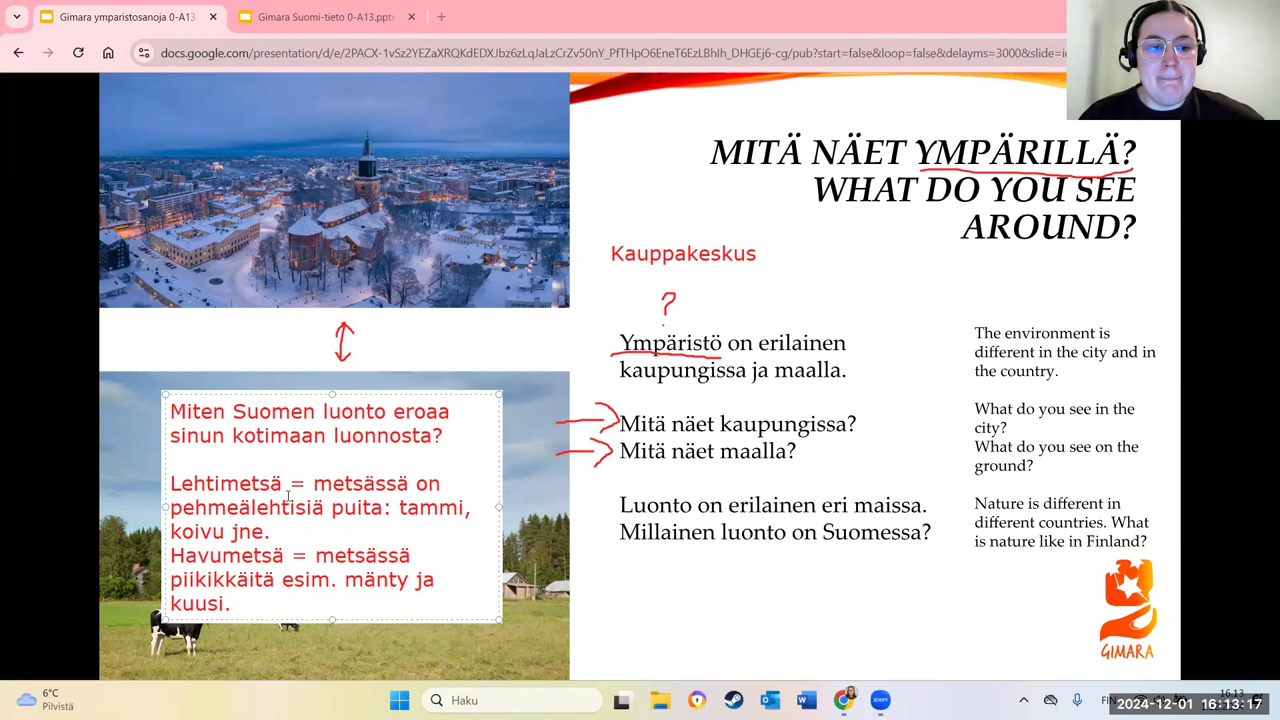 Gimara ymparistosanoja 0-A13.
Gimara Suomi-tieto 0-A13.pptx
docs.google.com/presentation/d/e/2PACX-1vSz2YFZaXRGFOEDXJbz6zLqJaLzCrZv50nY_PfTHpO6EneT6EzLBhIh_DHGEj6-cg/pub?start=false&loop=false&delayms=3000&slide=i
MITÄ NÄET YMPÄRILLÄ?
WHAT DO YOU SEE
AROUND?
Kauppakeskus
?
Ympäristö on erilainen
kaupungissa ja maalla.
The environment is
different in the city and in
the country.
Miten Suomen luonto eroaa
sinun kotimaan luonnosta?
Lehtimetsä = metsässä on
pehmeälehtisiä puita: tammi,
koivu jne.
Havumetsä = metsässä
piikikkäitä esim. mänty ja
kuusi.
Mitä näet kaupungissa?
Mitä näet maalla?
What do you see in the
city?
What do you see on the
ground?
Luonto on erilainen eri maissa.
Millainen luonto on Suomessa?
Nature is different in
different countries. What
is nature like in Finland?
GIMARA
6°C
Pilvistä
Haku
FIN
16.13
2024-12-01 16:13:17